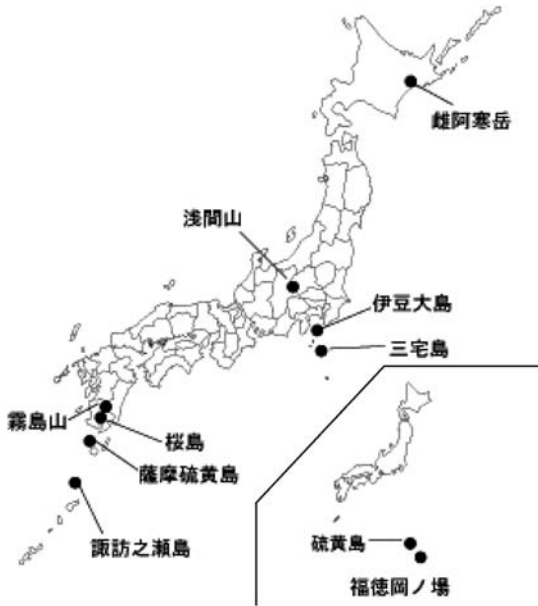 雌阿寒岳
浅間山
伊豆大島
三宅島
霧島山
桜島
薩摩硫黄島
諏訪之瀬島
硫黄島
福徳岡ノ場